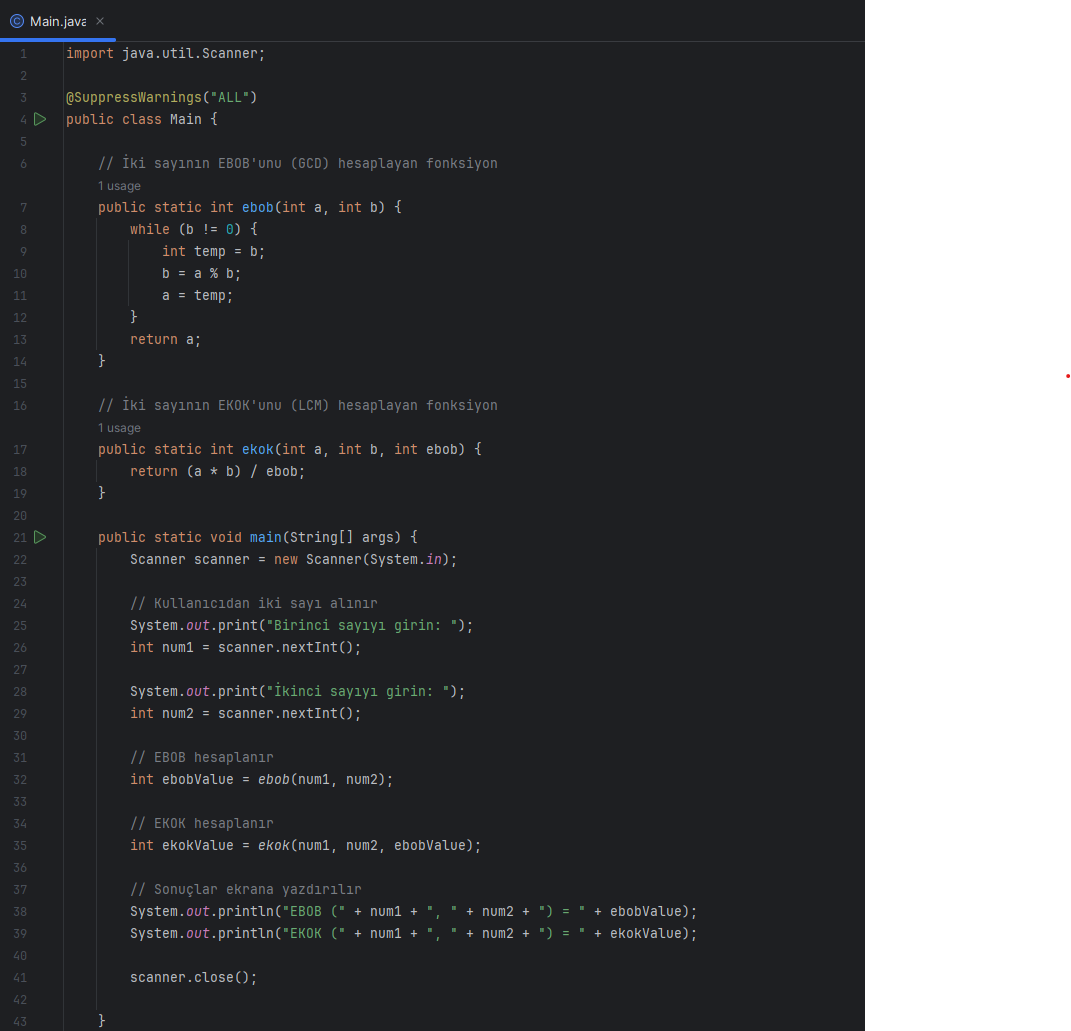 Main.java
1 import java.util.Scanner;
2
3 @SuppressWarnings("ALL")
4 public class Main {
5
6 // İki sayının EBOB'unu (GCD) hesaplayan fonksiyon
1 usage
7 public static int ebob(int a, int b) {
8 while (b != 0) {
9 int temp = b;
10 b = a % b;
11 a = temp;
12 }
13 return a;
14 }
15
16 // İki sayının EKOK'unu (LCM) hesaplayan fonksiyon
1 usage
17 public static int ekok(int a, int b, int ebob) {
18 return (a * b) / ebob;
19 }
20
21 public static void main(String[] args) {
22 Scanner scanner = new Scanner(System.in);
23
24 // Kullanıcıdan iki sayı alınır
25 System.out.print("Birinci sayıyı girin: ");
26 int num1 = scanner.nextInt();
27
28 System.out.print("İkinci sayıyı girin: ");
29 int num2 = scanner.nextInt();
30
31 // EBOB hesaplanır
32 int ebobValue = ebob(num1, num2);
33
34 // EKOK hesaplanır
35 int ekokValue = ekok(num1, num2, ebobValue);
36
37 // Sonuçlar ekrana yazdırılır
38 System.out.println("EBOB (" + num1 + ", " + num2 + ") = " + ebobValue);
39 System.out.println("EKOK (" + num1 + ", " + num2 + ") = " + ekokValue);
40
41 scanner.close();
42
43 }